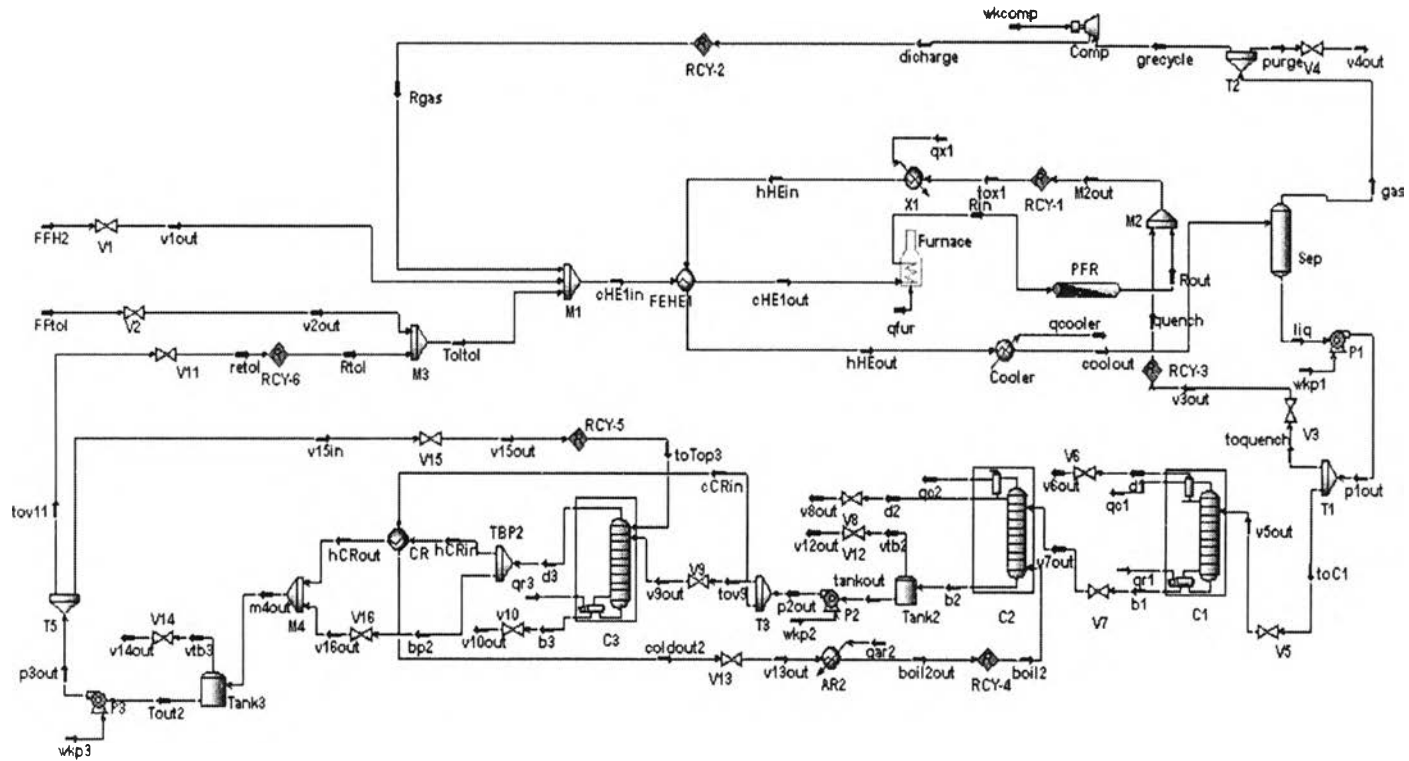 wkcomp
RCY-2
dicharge
Comp
grecycle
T2
purge
V4
v4out
Rgas
qx1
hHEin
X1
tox1
RCY-1
M2out
Rin
M2
gas
FFH2
V1
v1out
Furnace
PFR
Rout
Sep
M1
cHE1in
FEHE1
cHE1out
qfur
quench
FFtol
V2
v2out
Toltol
qcooler
liq
P1
V11
retol
RCY-6
Rtol
M3
hHEout
Cooler
coolout
RCY-3
wkp1
v3out
V3
v15in
V15
v15out
RCY-5
toTop3
toquench
cCRin
V6
v6out
d1
qc1
T1
p1out
tov11
qc2
v8out
V8
d2
v5out
TBP2
hCRout
CR
hCRin
v12out
V12
vtb2
v7out
toC1
qr3
d3
V9
v9out
tov9
tankout
qr1
T5
m4out
M4
V16
v16out
bp2
v10
v10out
b3
C3
T3
p2out
P2
wkp2
Tank2
b2
C2
V7
b1
C1
V5
V14
v14out
vtb3
p3out
coldout2
V13
v13out
qar2
AR2
boil2out
RCY-4
boil2
P3
Tout2
Tank3
wkp3